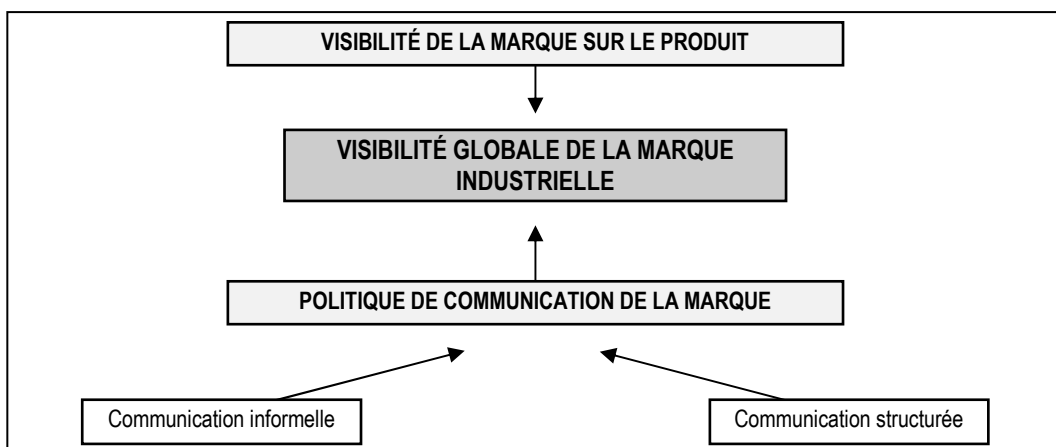 VISIBILITÉ DE LA MARQUE SUR LE PRODUIT
VISIBILITÉ GLOBALE DE LA MARQUE
INDUSTRIELLE
POLITIQUE DE COMMUNICATION DE LA MARQUE
Communication informelle
Communication structurée